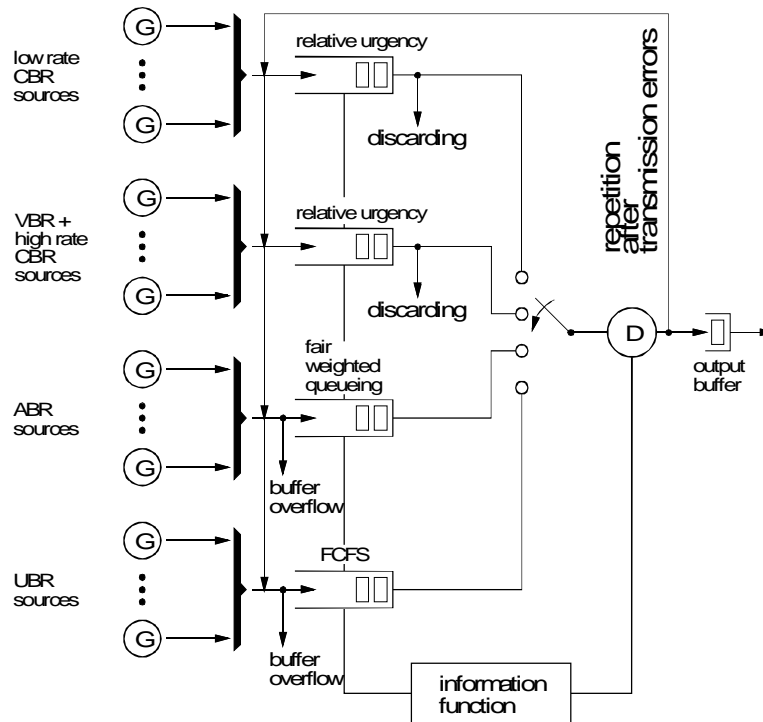 G
low rate
CBR
sources
G
relative urgency
discarding
G
VBR +
high rate
CBR
sources
G
relative urgency
discarding
repetition
after
transmission errors
D
output
buffer
G
ABR
sources
G
fair
weighted
queueing
buffer
overflow
G
UBR
sources
G
FCFS
buffer
overflow
information
function